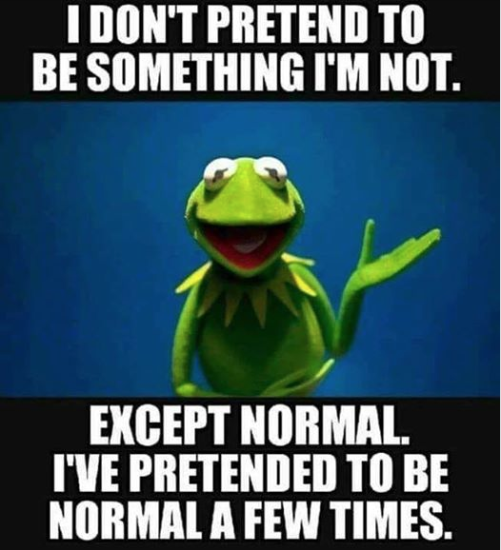 I DON'T PRETEND TO
BE SOMETHING I'M NOT.
EXCEPT NORMAL.
I'VE PRETENDED TO BE
NORMAL A FEW TIMES.